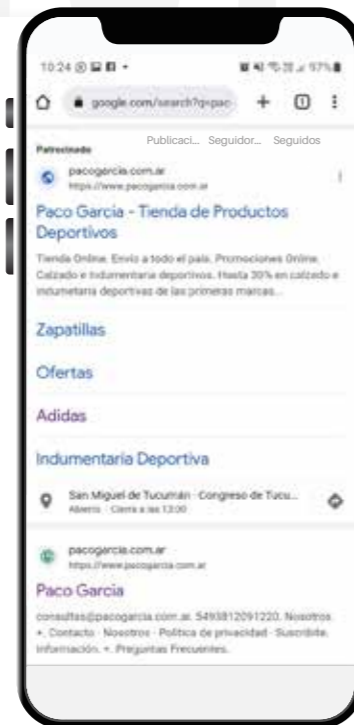 10:24
97%
google.com/search?q=pac
Publicaci... Seguidor... Seguidos
Patrocinado
pacogarcia.com.ar
https://www.pacogarcia.com.ar
Paco Garcia - Tienda de Productos
Deportivos
Tienda Online. Envío a todo el país. Promociones Online.
Calzado e Indumentaria deportivos. Hasta 30% en calzado e
indumetaria deportivas de las primeras marcas...
Zapatillas
Ofertas
Adidas
Indumentaria Deportiva
San Miguel de Tucumán · Congreso de Tucu...
Abierto · Cierra a las 13:00
pacogarcia.com.ar
https://www.pacogarcia.com.ar
Paco Garcia
consultas@pacogarcia.com.ar. 5493812091220. Nosotros
+. Contacto · Nosotros · Política de privacidad · Suscribite.
Información. +. Preguntas Frecuentes.